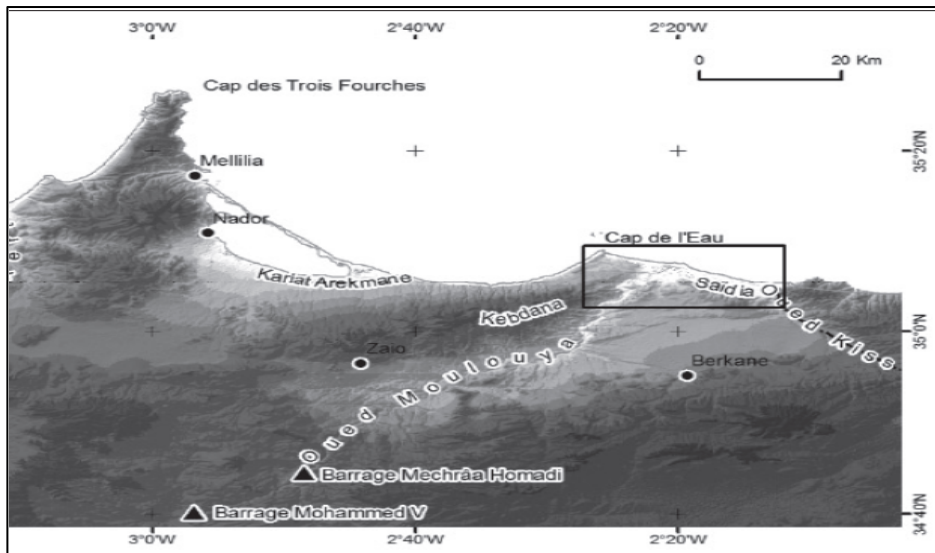 3°0'W 2°40'W 2°20'W
0 20 Km
Cap des Trois Fourches
35°20'N
Mellilia
Nador
Cap de l'Eau
Kariat Arekmane
Saidia
Oued Kiss
Kebdana
35°0'N
Zaio
Oued Moulouya
Berkane
Barrage Mechrâa Homadi
Barrage Mohammed V
34°40'N
3°0'W 2°40'W 2°20'W